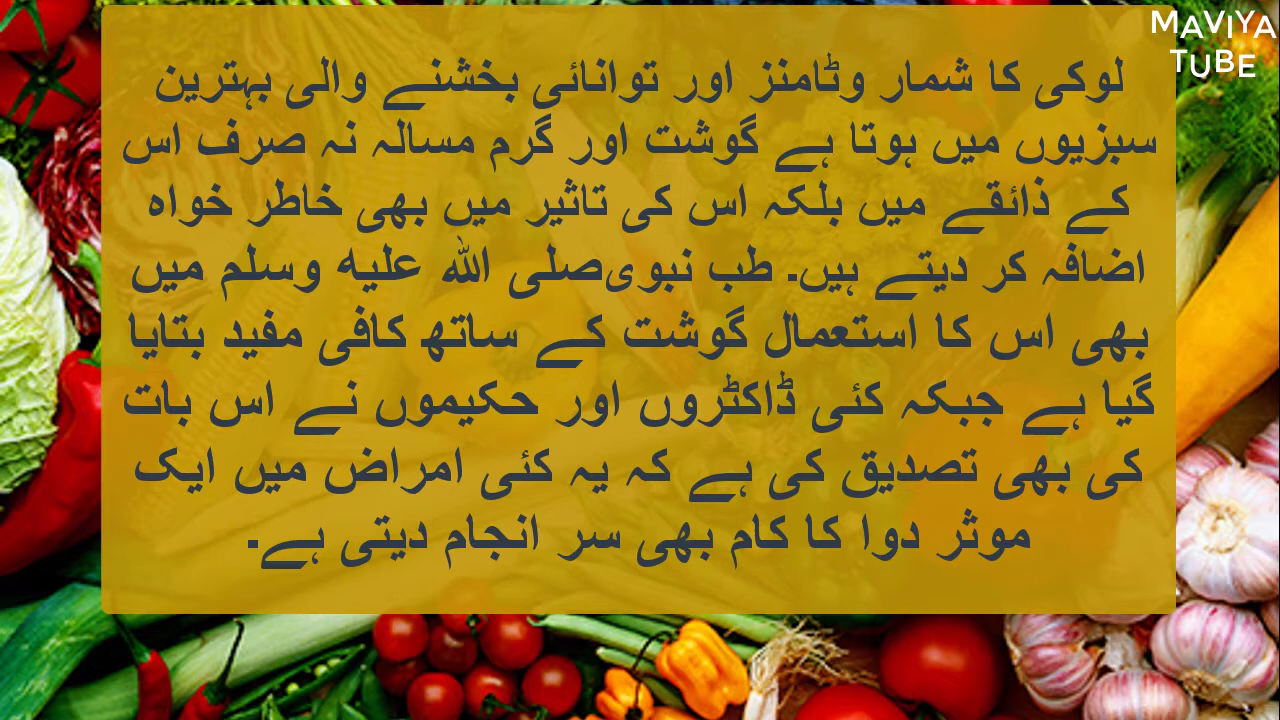 MAVIYA
TUBE
لوکی کا شمار وٹامنز اور توانائی بخشنے والی بہترین
سبزیوں میں ہوتا ہے گوشت اور گرم مسالہ نہ صرف اس
کے ذائقے میں بلکہ اس کی تاثیر میں بھی خاطر خواہ
اضافہ کر دیتے ہیں۔ طب نبوی‌صلی اللہ علیہ وسلم میں
بھی اس کا استعمال گوشت کے ساتھ کافی مفید بتایا
گیا ہے جبکہ کئی ڈاکٹروں اور حکیموں نے اس بات
کی بھی تصدیق کی ہے کہ یہ کئی امراض میں ایک
موثر دوا کا کام بھی سر انجام دیتی ہے۔